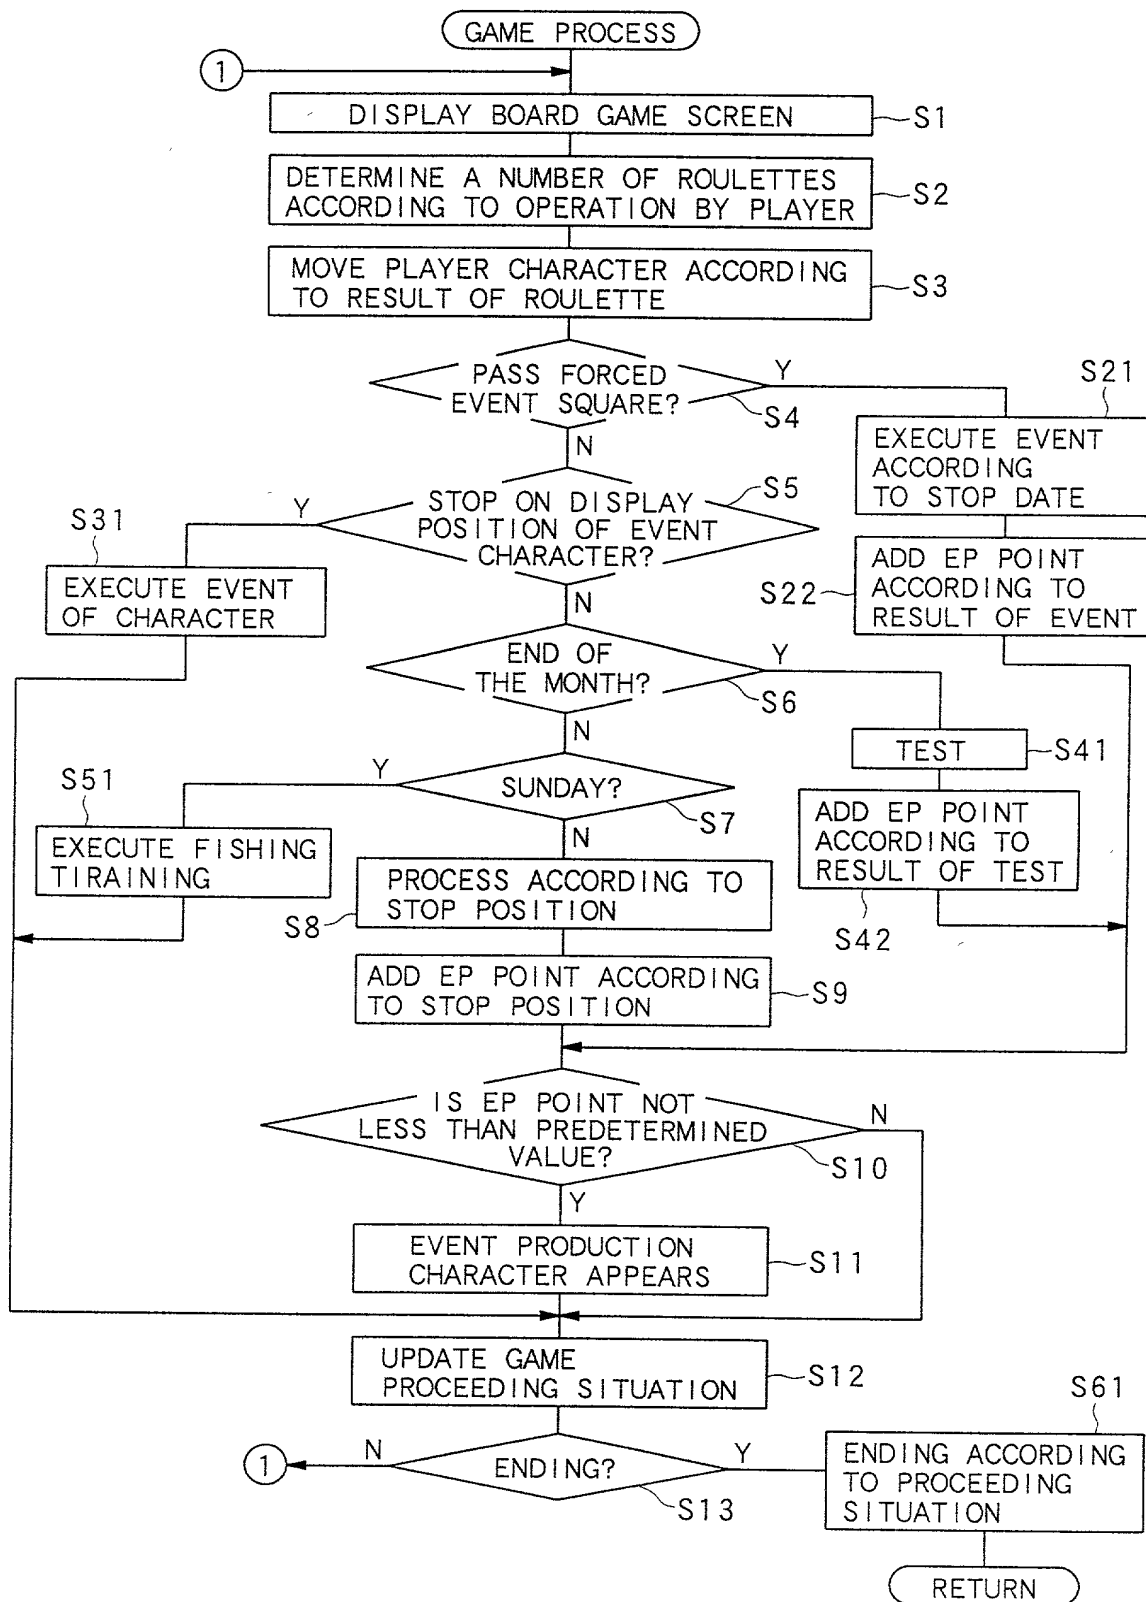 GAME PROCESS
1
DISPLAY BOARD GAME SCREEN
S1
DETERMINE A NUMBER OF ROULETTES
ACCORDING TO OPERATION BY PLAYER
S2
MOVE PLAYER CHARACTER ACCORDING
TO RESULT OF ROULETTE
S3
PASS FORCED
EVENT SQUARE?
S4
Y
N
S21
EXECUTE EVENT
ACCORDING
TO STOP DATE
S22
ADD EP POINT
ACCORDING TO
RESULT OF EVENT
STOP ON DISPLAY
POSITION OF EVENT
CHARACTER?
S5
Y
N
S31
EXECUTE EVENT
OF CHARACTER
END OF
THE MONTH?
S6
Y
N
TEST
S41
ADD EP POINT
ACCORDING TO
RESULT OF TEST
S42
SUNDAY?
S7
Y
N
S51
EXECUTE FISHING
TIRAINING
PROCESS ACCORDING TO
STOP POSITION
S8
ADD EP POINT ACCORDING
TO STOP POSITION
S9
IS EP POINT NOT
LESS THAN PREDETERMINED
VALUE?
S10
N
Y
EVENT PRODUCTION
CHARACTER APPEARS
S11
UPDATE GAME
PROCEEDING SITUATION
S12
ENDING?
S13
N
1
Y
S61
ENDING ACCORDING
TO PROCEEDING
SITUATION
RETURN